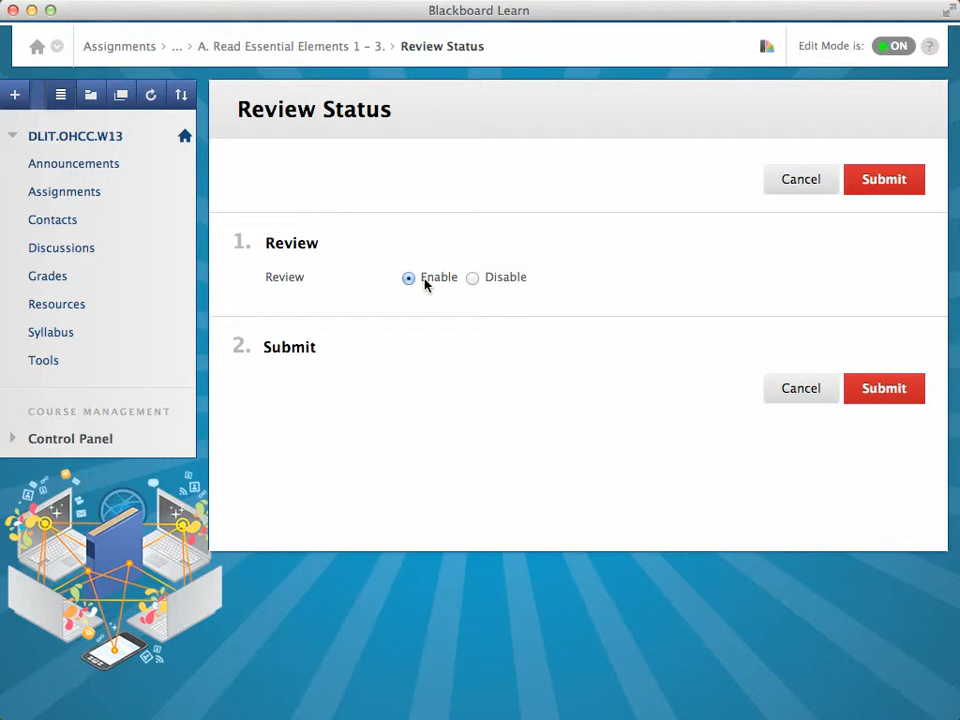 Blackboard Learn
Assignments > ... > A. Read Essential Elements 1 – 3. > Review Status
Edit Mode is: ON ?
DLIT.OHCC.W13
Announcements
Assignments
Contacts
Discussions
Grades
Resources
Syllabus
Tools
COURSE MANAGEMENT
Control Panel
Review Status
Cancel Submit
1. Review
Review Enable Disable
2. Submit
Cancel Submit